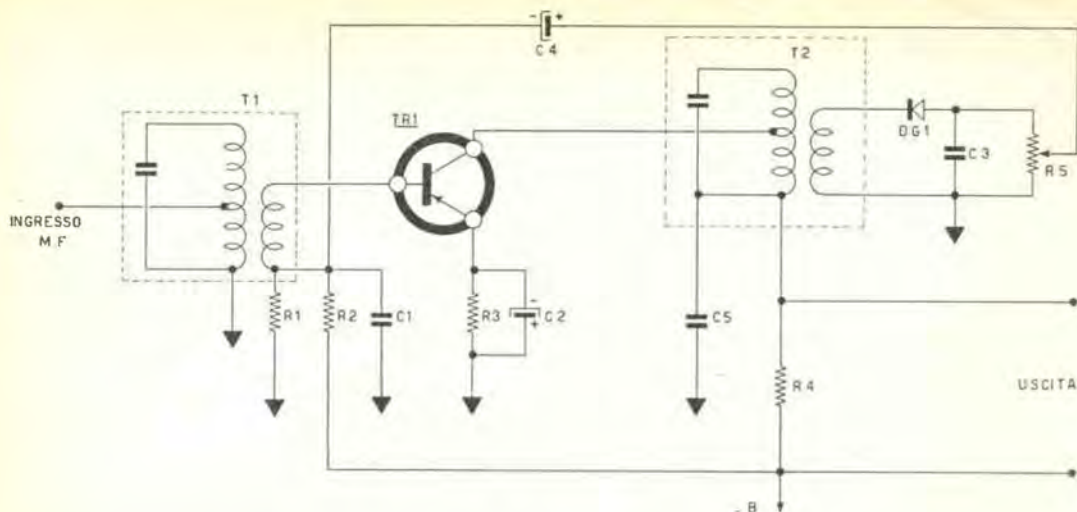 - +
C4
T1
T2
TR1
DG1
C3
R5
INGRESSO
M F
R1
R2
C1
R3
-
+
C2
C5
R4
USCITA
- B